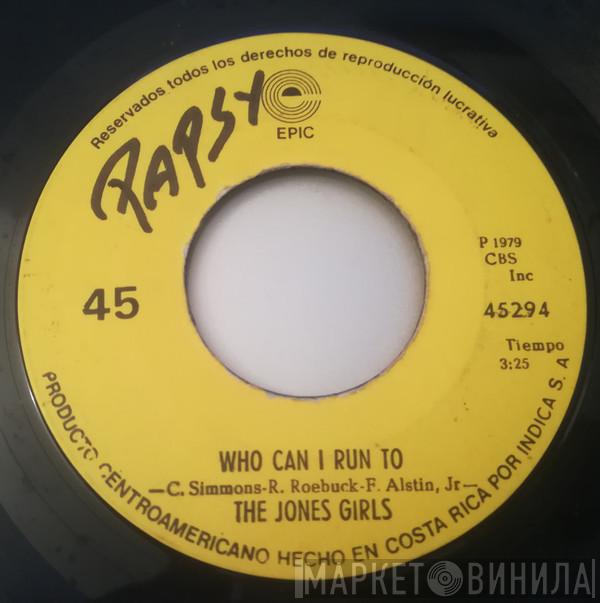 Reservados todos los derechos de reproducción lucrativa
RAPSY
EPIC
P 1979
CBS
Inc
45
45294
Tiempo
3:25
WHO CAN I RUN TO
—C. Simmons-R. Roebuck-F. Alstin, Jr—
THE JONES GIRLS
PRODUCTO CENTROAMERICANO HECHO EN COSTA RICA POR INDICA S. A
МАРКЕТ ВИНИЛА